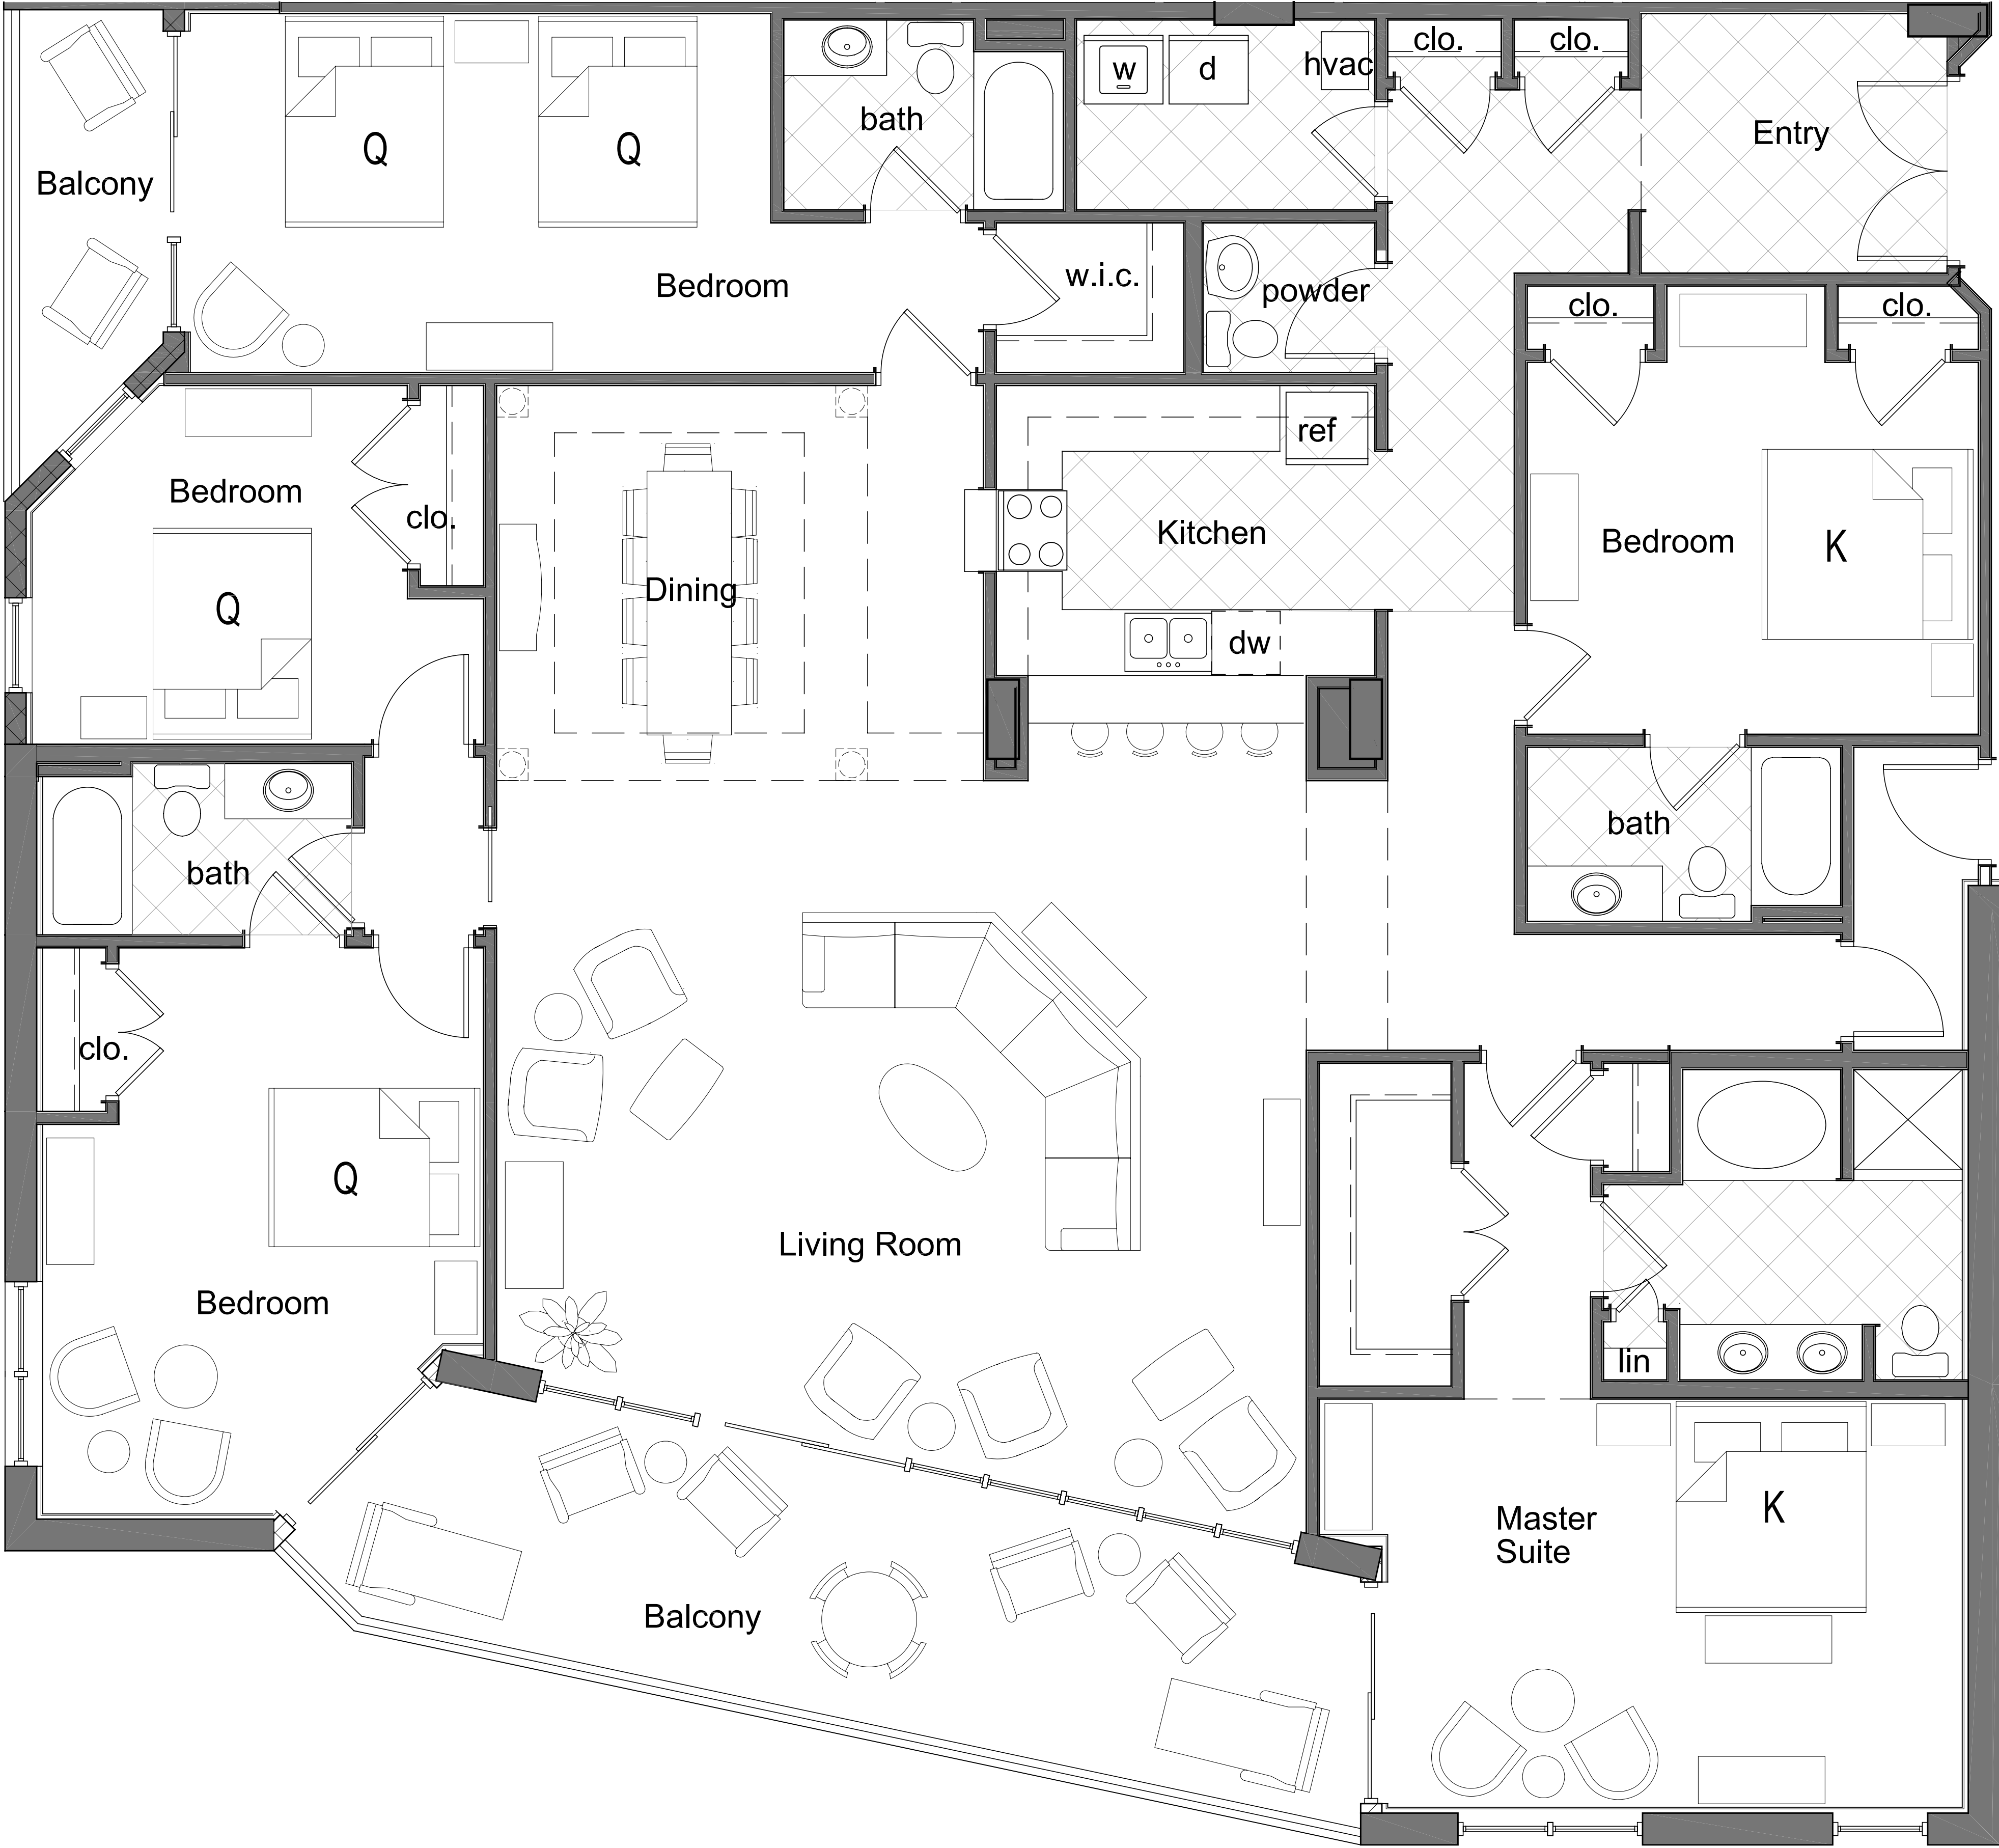 clo.
clo.
w
d
hvac
bath
Entry
Q
Q
Balcony
Bedroom
w.i.c.
powder
clo.
clo.
ref
Bedroom
clo.
Kitchen
Bedroom
K
Q
Dining
dw
bath
bath
clo.
Q
Living Room
Bedroom
lin
Master
Suite
K
Balcony